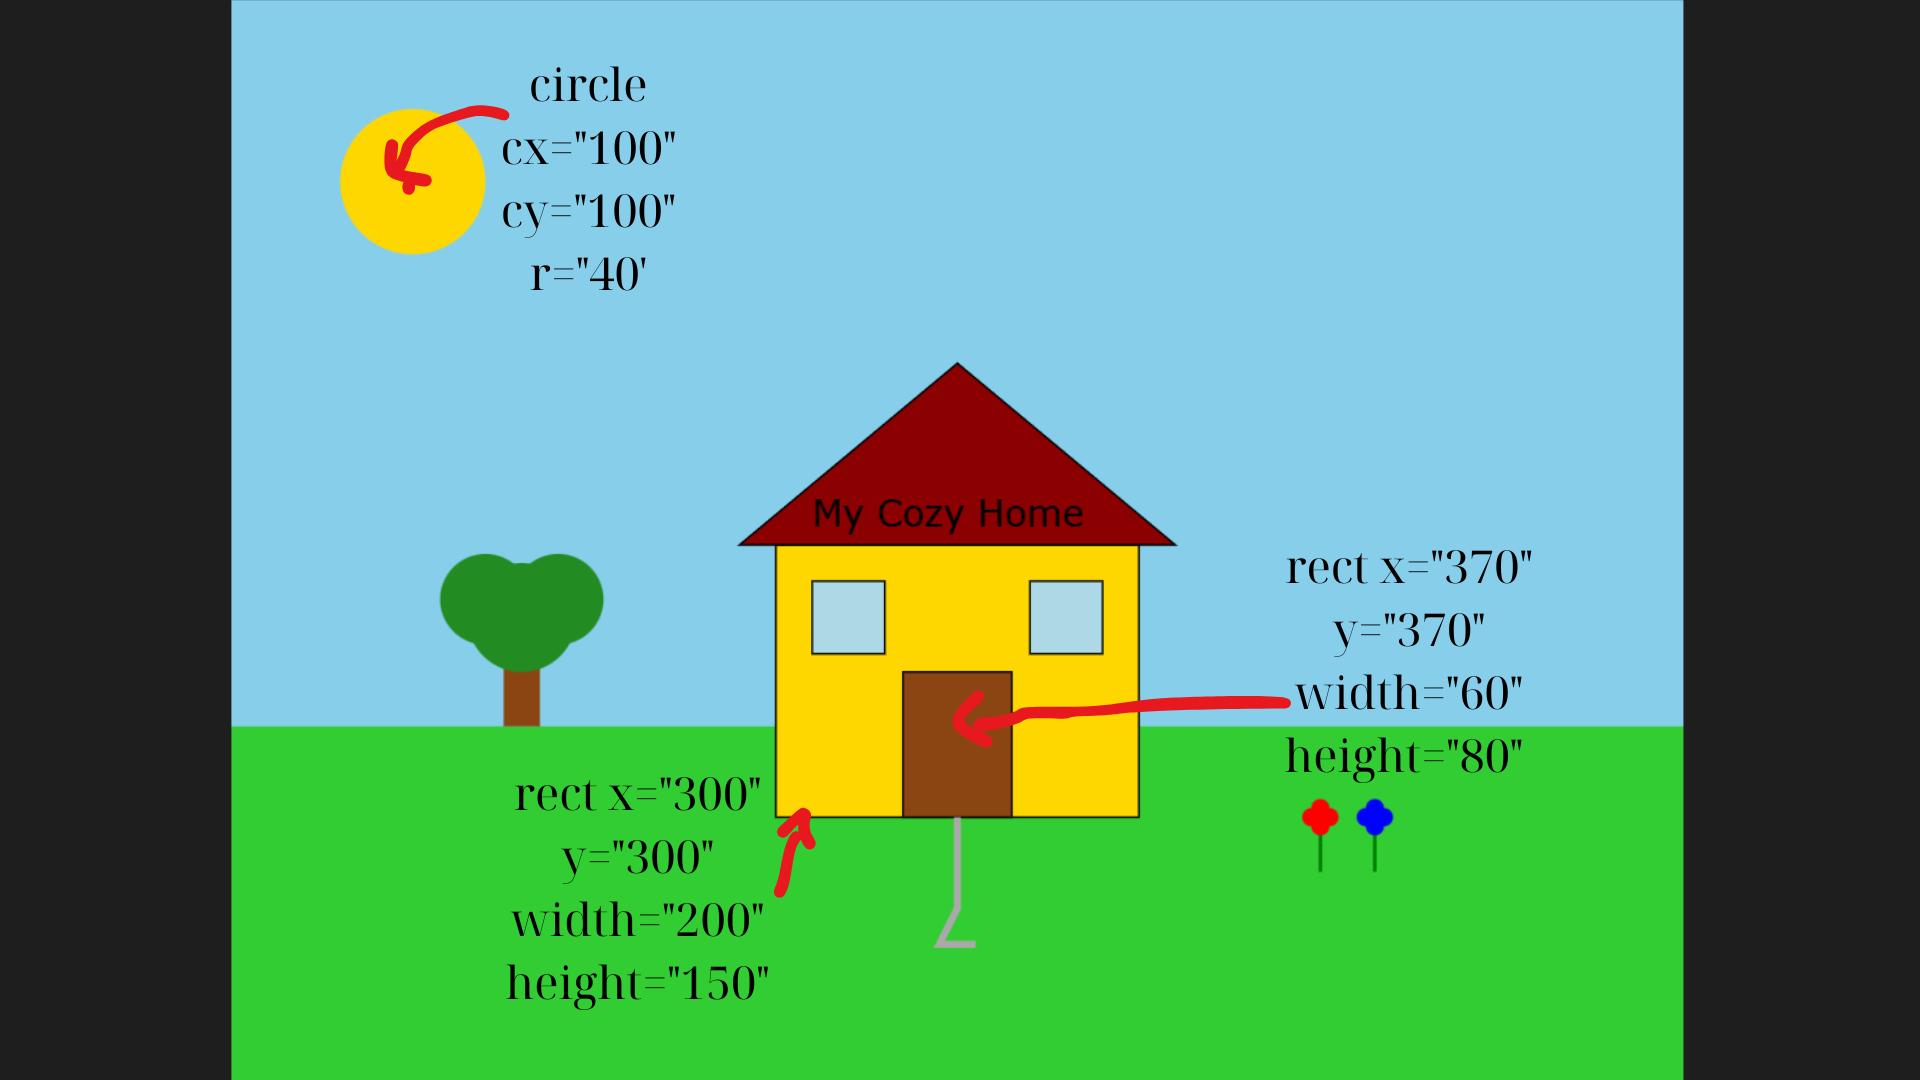 circle
cx="100"
cy="100"
r="40'
My Cozy Home
rect x="370"
y="370"
width="60"
height="80"
rect x="300"
y="300"
width="200"
height="150"